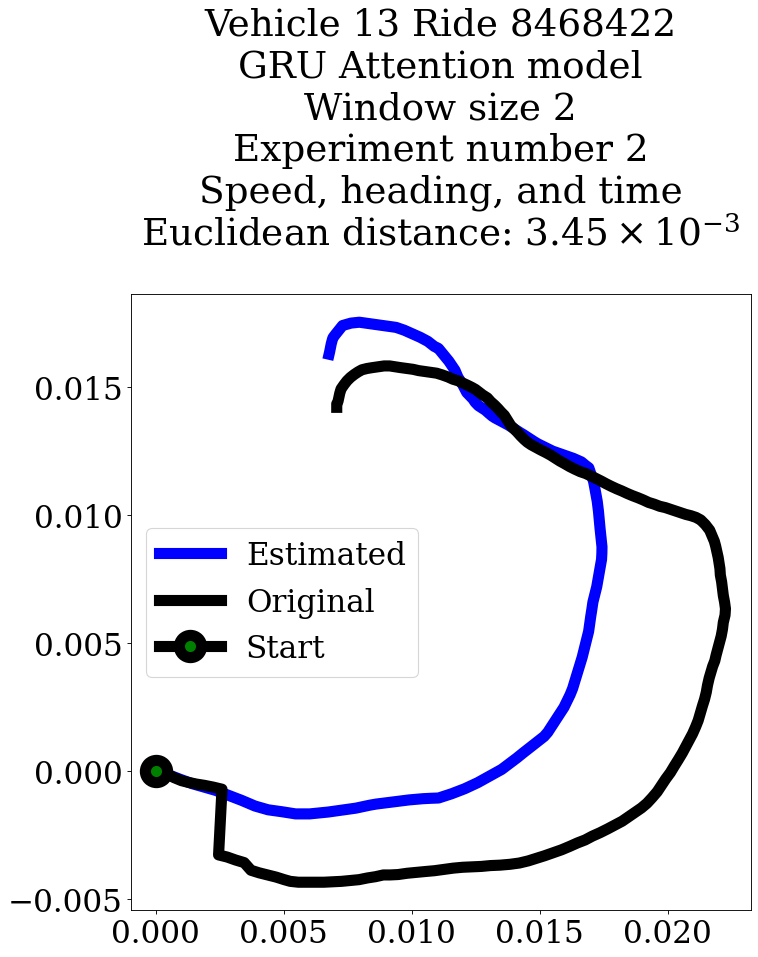 Vehicle 13 Ride 8468422
GRU Attention model
Window size 2
Experiment number 2
Speed, heading, and time
Euclidean distance: 3.45 × 10⁻³
0.015
0.010
0.005
0.000
−0.005
Estimated
Original
Start
0.000 0.005 0.010 0.015 0.020